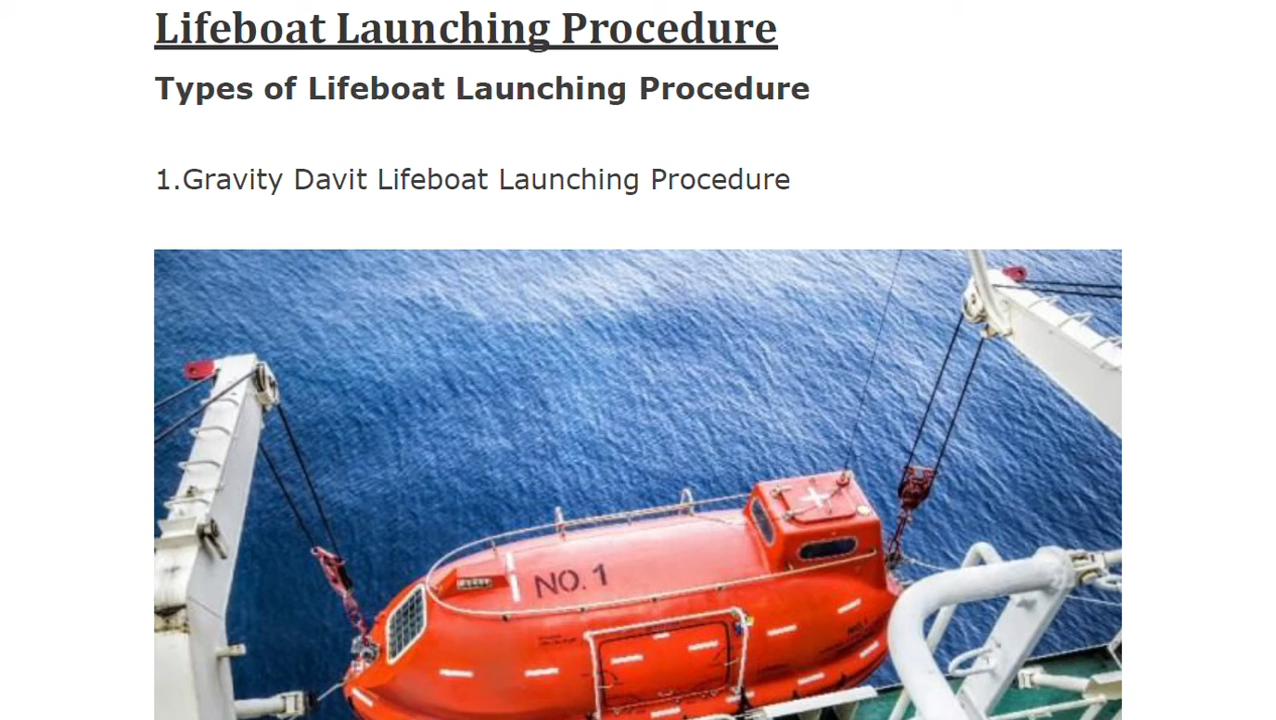 Lifeboat Launching Procedure
Types of Lifeboat Launching Procedure
1.Gravity Davit Lifeboat Launching Procedure
NO. 1